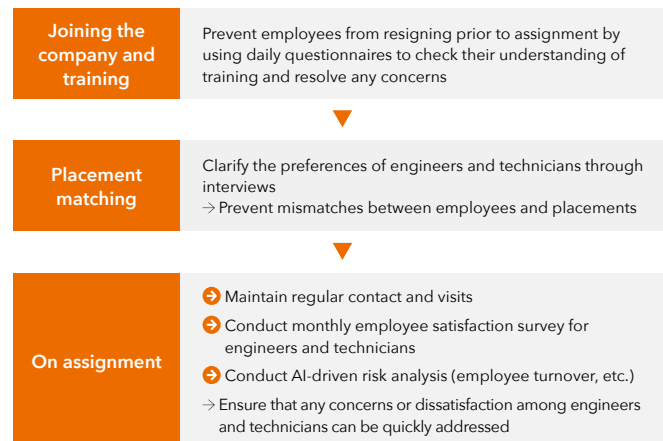 Joining the
company and
training
Prevent employees from resigning prior to assignment by
using daily questionnaires to check their understanding of
training and resolve any concerns
Placement
matching
Clarify the preferences of engineers and technicians through
interviews
→ Prevent mismatches between employees and placements
On assignment
Maintain regular contact and visits
Conduct monthly employee satisfaction survey for
engineers and technicians
Conduct AI-driven risk analysis (employee turnover, etc.)
→ Ensure that any concerns or dissatisfaction among engineers
and technicians can be quickly addressed